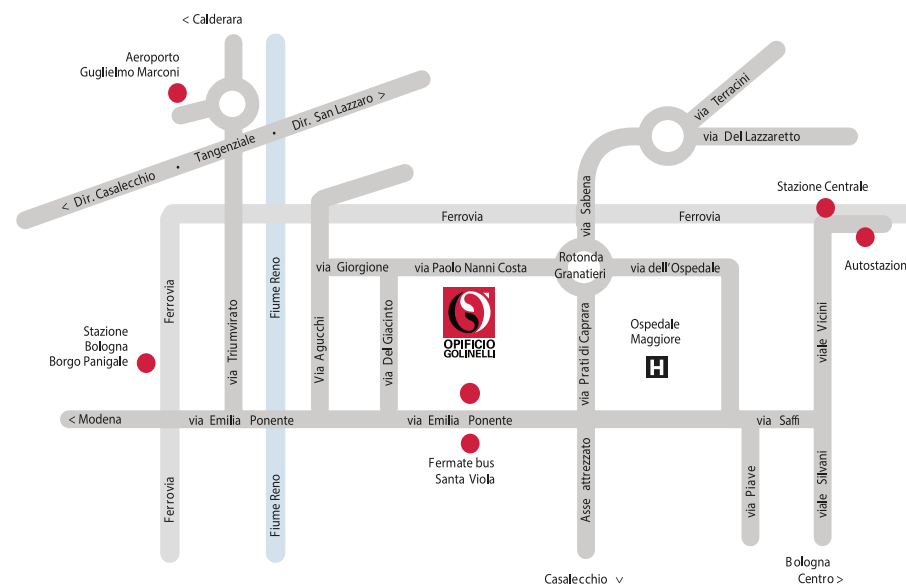 < Calderara
Aeroporto
Guglielmo Marconi
< Dir. Casalecchio • Tangenziale • Dir. San Lazzaro >
via Terracini
via Del Lazzaretto
Stazione Centrale
via Sabena
Ferrovia
Ferrovia
Autostazion
Rotonda
Granatieri
via Giorgione
via Paolo Nanni Costa
via dell'Ospedale
Ferrovia
Fiume Reno
via Triumvirato
Via Agucchi
via Del Giacinto
OPIFICIO
GOLINELLI
via Prati di Caprara
Ospedale
Maggiore
H
viale Vicini
Stazione
Bologna
Borgo Panigale
< Modena
via Emilia Ponente
via Emilia Ponente
via Saffi
Fermate bus
Santa Viola
Ferrovia
Fiume Reno
Asse attrezzato
via Piave
viale Silvani
Bologna
Centro >
Casalecchio v